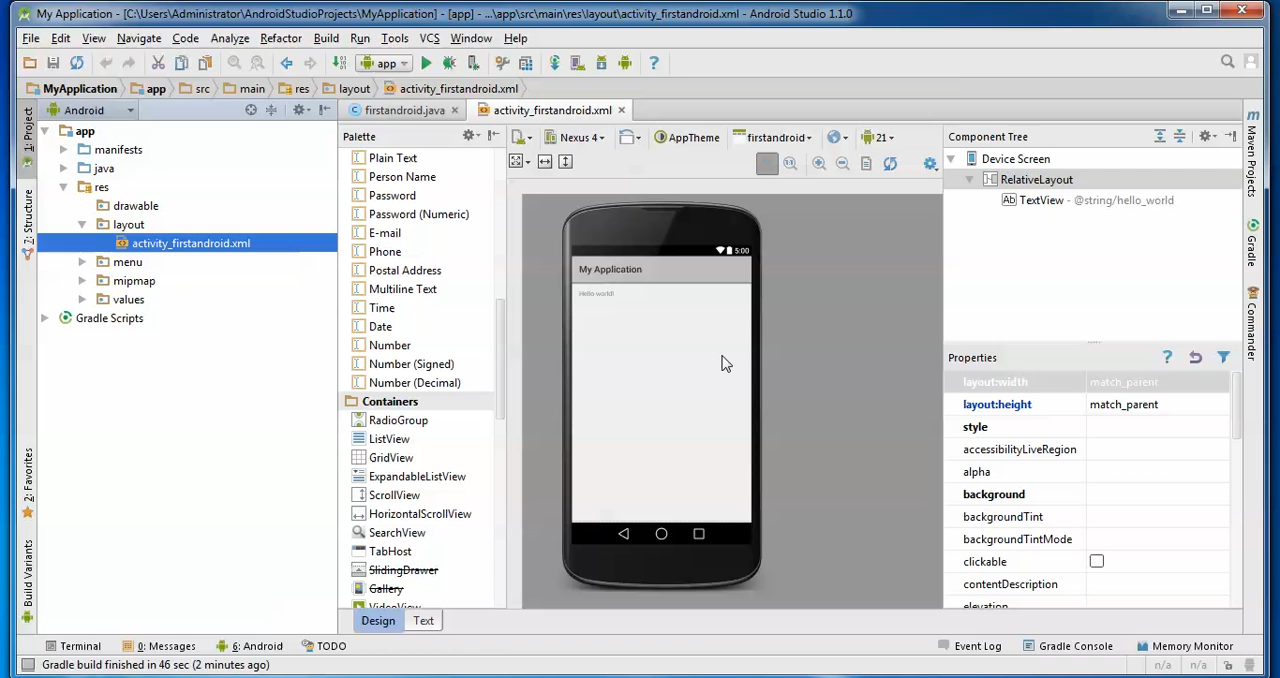 My Application - [C:\Users\Administrator\AndroidStudioProjects\MyApplication] - [app] - ...\app\src\main\res\layout\activity_firstandroid.xml - Android Studio 1.1.0
File Edit View Navigate Code Analyze Refactor Build Run Tools VCS Window Help
app
MyApplication app src main res layout activity_firstandroid.xml
Android
firstandroid.java
activity_firstandroid.xml
1: Project
7: Structure
2: Favorites
Build Variants
app
manifests
java
res
drawable
layout
activity_firstandroid.xml
menu
mipmap
values
Gradle Scripts
Palette
Plain Text
Person Name
Password
Password (Numeric)
E-mail
Phone
Postal Address
Multiline Text
Time
Date
Number
Number (Signed)
Number (Decimal)
Containers
RadioGroup
ListView
GridView
ExpandableListView
ScrollView
HorizontalScrollView
SearchView
TabHost
SlidingDrawer
Gallery
VideoView
Design Text
Nexus 4 AppTheme firstandroid 21
5:00
My Application
Hello world!
Component Tree
Device Screen
RelativeLayout
Ab TextView - @string/hello_world
Properties
layout:width match_parent
layout:height match_parent
style
accessibilityLiveRegion
alpha
background
backgroundTint
backgroundTintMode
clickable
contentDescription
elevation
m Maven Projects
Gradle
Commander
Terminal 0: Messages 6: Android TODO Event Log Gradle Console Memory Monitor
Gradle build finished in 46 sec (2 minutes ago) n/a n/a